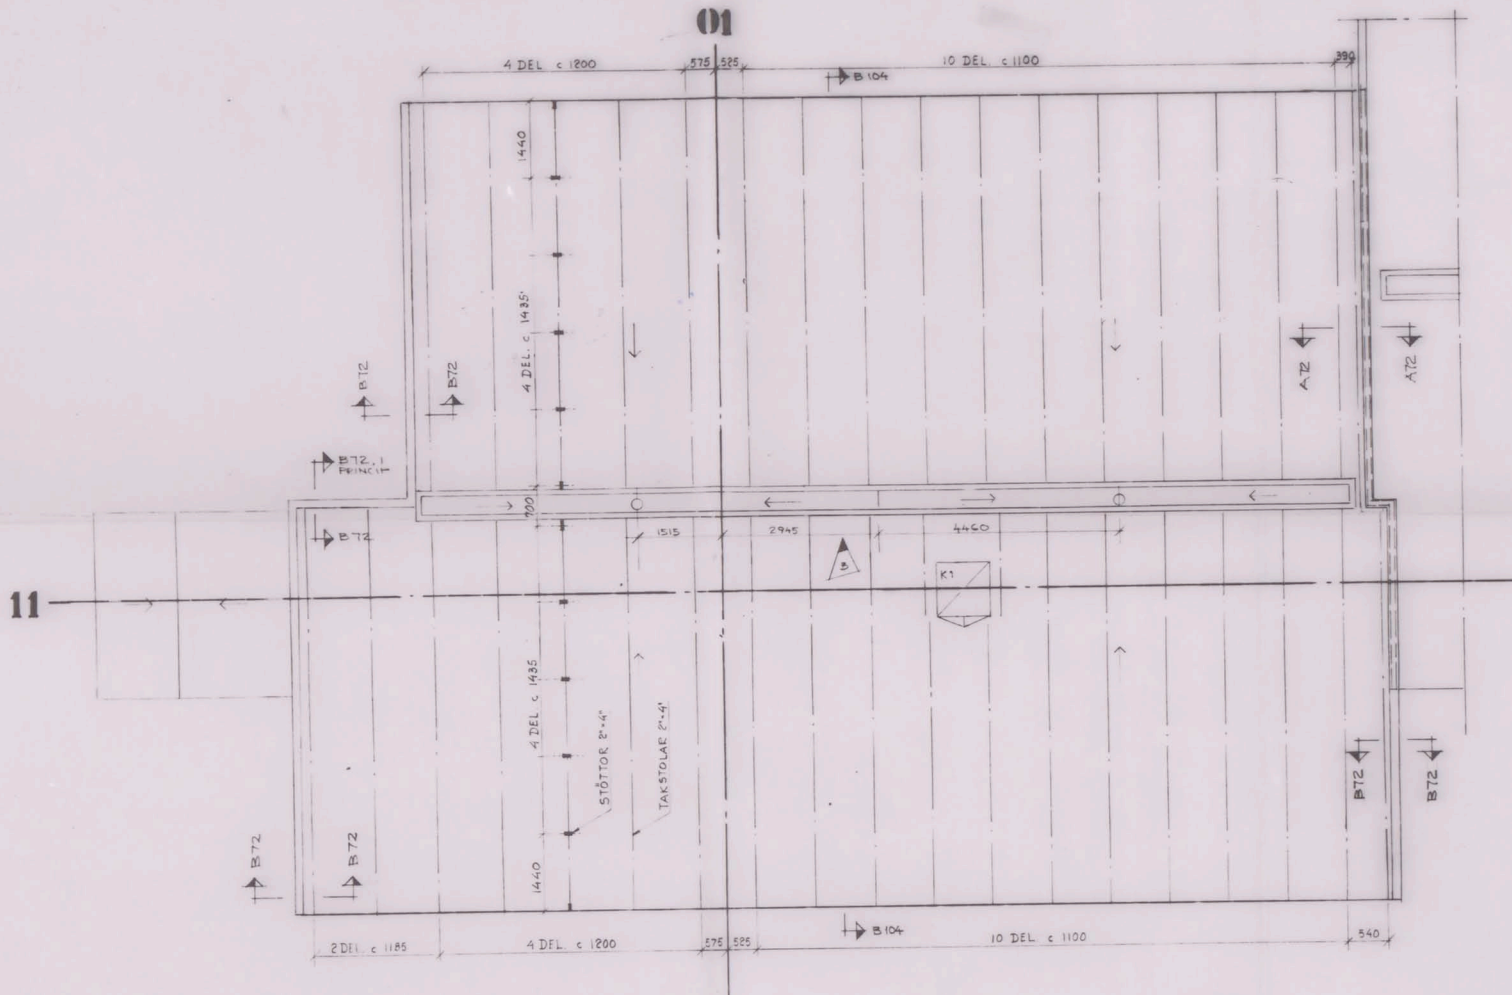 01
4 DEL c 1200
575
525
10 DEL c 1100
390
B 104
1440
4 DEL. c 1435
B72
B72
A72
A72
B72.1
PRINCIP
700
B72
1515
2945
4460
B
K1
11
4 DEL c 1435
STÖTTOR 2"×4"
TAKSTOLAR 2"×4"
B72
B72
B72
B72
1440
B 104
2 DEL. c 1185
4 DEL. c 1200
575
525
10 DEL c 1100
540